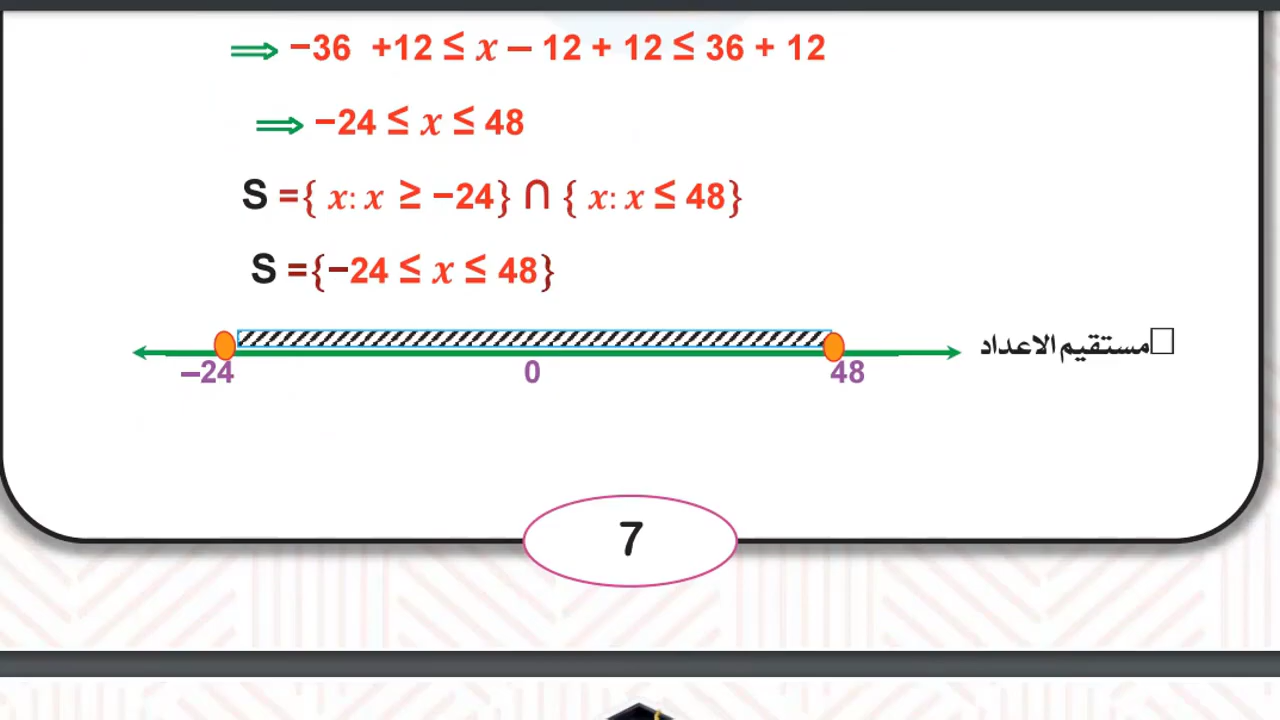 ⟹ −36 +12 ≤ x – 12 + 12 ≤ 36 + 12
⟹ −24 ≤ x ≤ 48
S ={ x: x ≥ −24} ∩ { x: x ≤ 48}
S ={−24 ≤ x ≤ 48}
□مستقيم الاعداد
–24 0 48
7